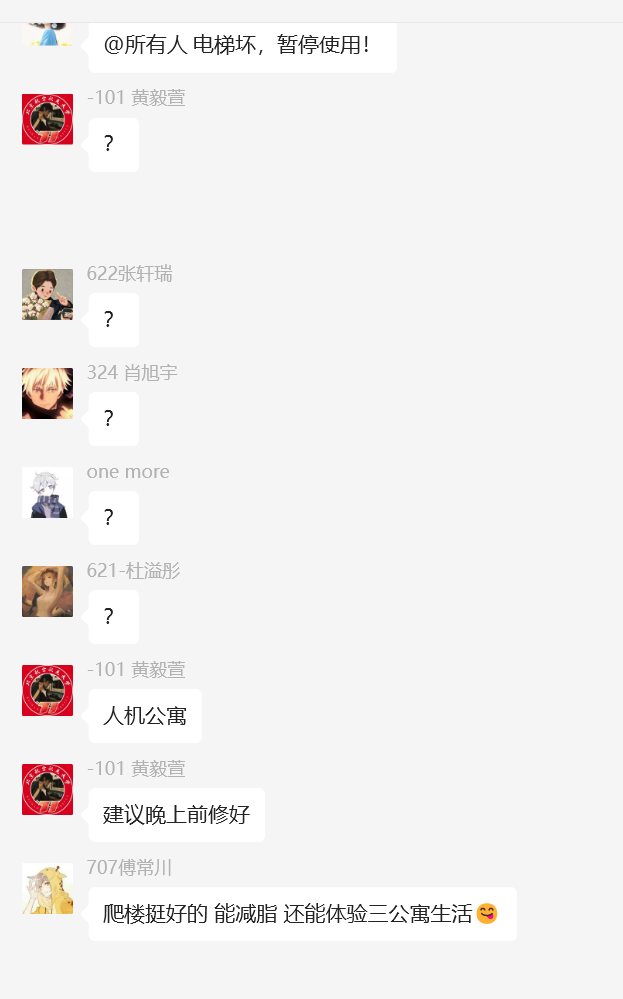 @所有人 电梯坏，暂停使用！
-101 黄毅萱
？
622张轩瑞
？
324 肖旭宇
？
one more
？
621-杜溢彤
？
-101 黄毅萱
人机公寓
-101 黄毅萱
建议晚上前修好
707傅常川
爬楼挺好的 能减脂 还能体验三公寓生活😋